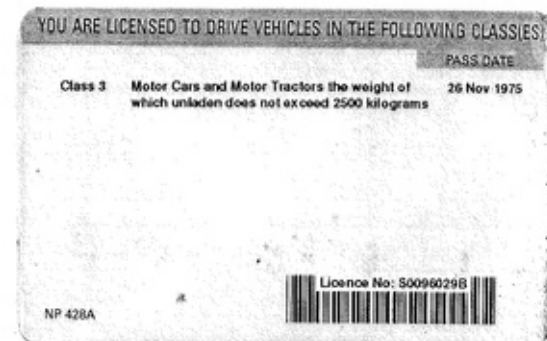 YOU ARE LICENSED TO DRIVE VEHICLES IN THE FOLLOWING CLASS(ES)
PASS DATE
Class 3 Motor Cars and Motor Tractors the weight of 26 Nov 1975
which unladen does not exceed 2500 kilograms
Licence No: S0096029B
NP 428A